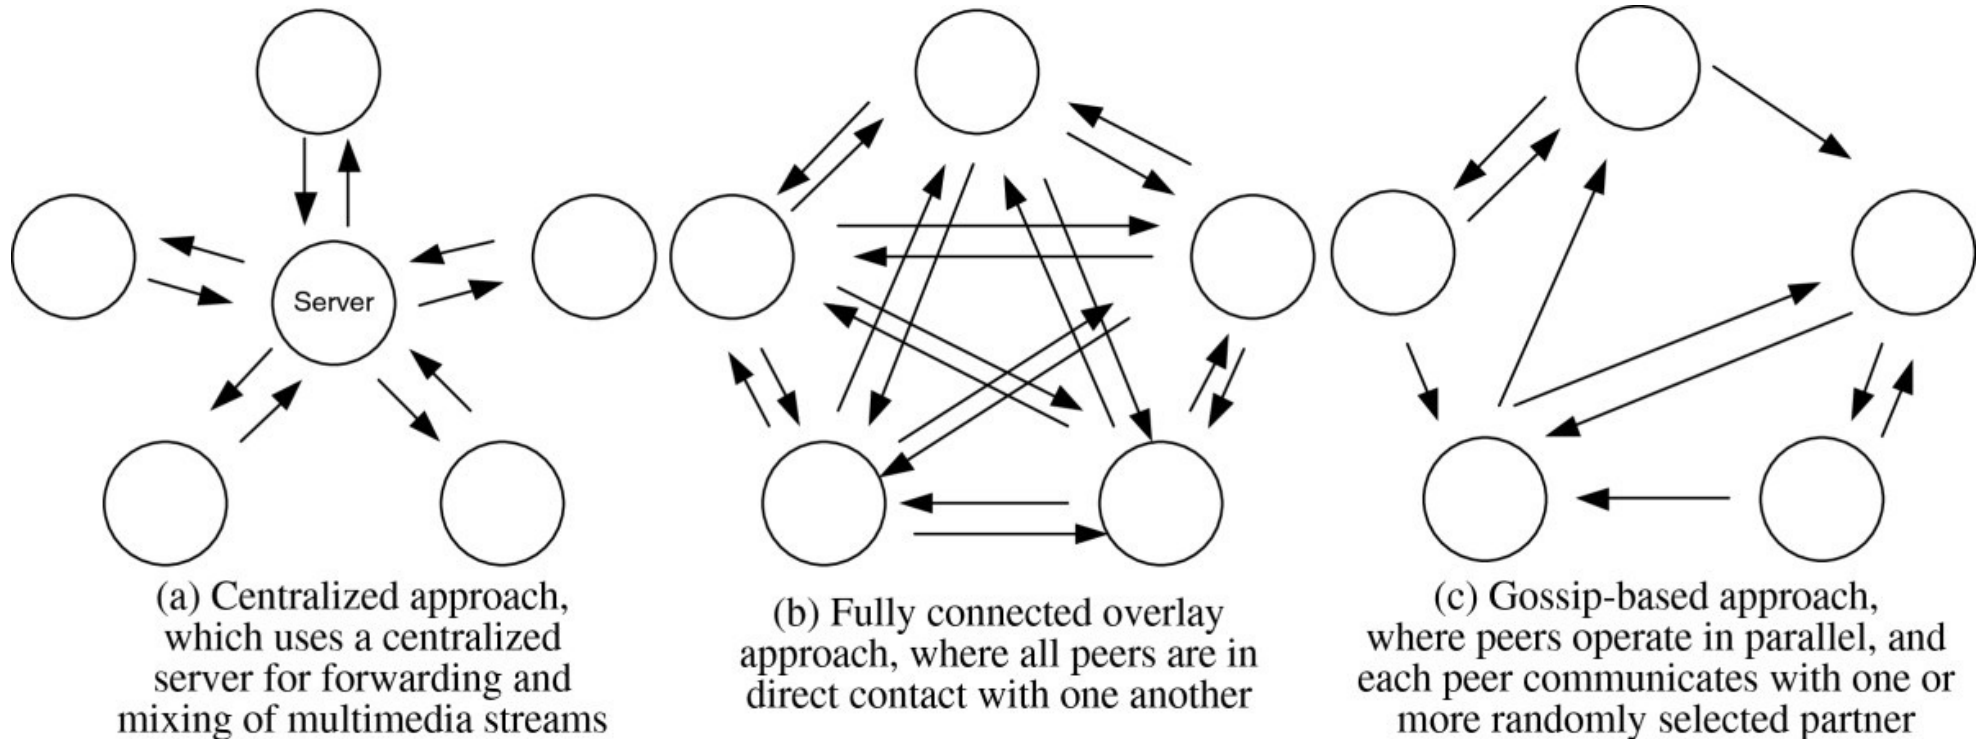 Server
(a) Centralized approach,
which uses a centralized
server for forwarding and
mixing of multimedia streams
(b) Fully connected overlay
approach, where all peers are in
direct contact with one another
(c) Gossip-based approach,
where peers operate in parallel, and
each peer communicates with one or
more randomly selected partner